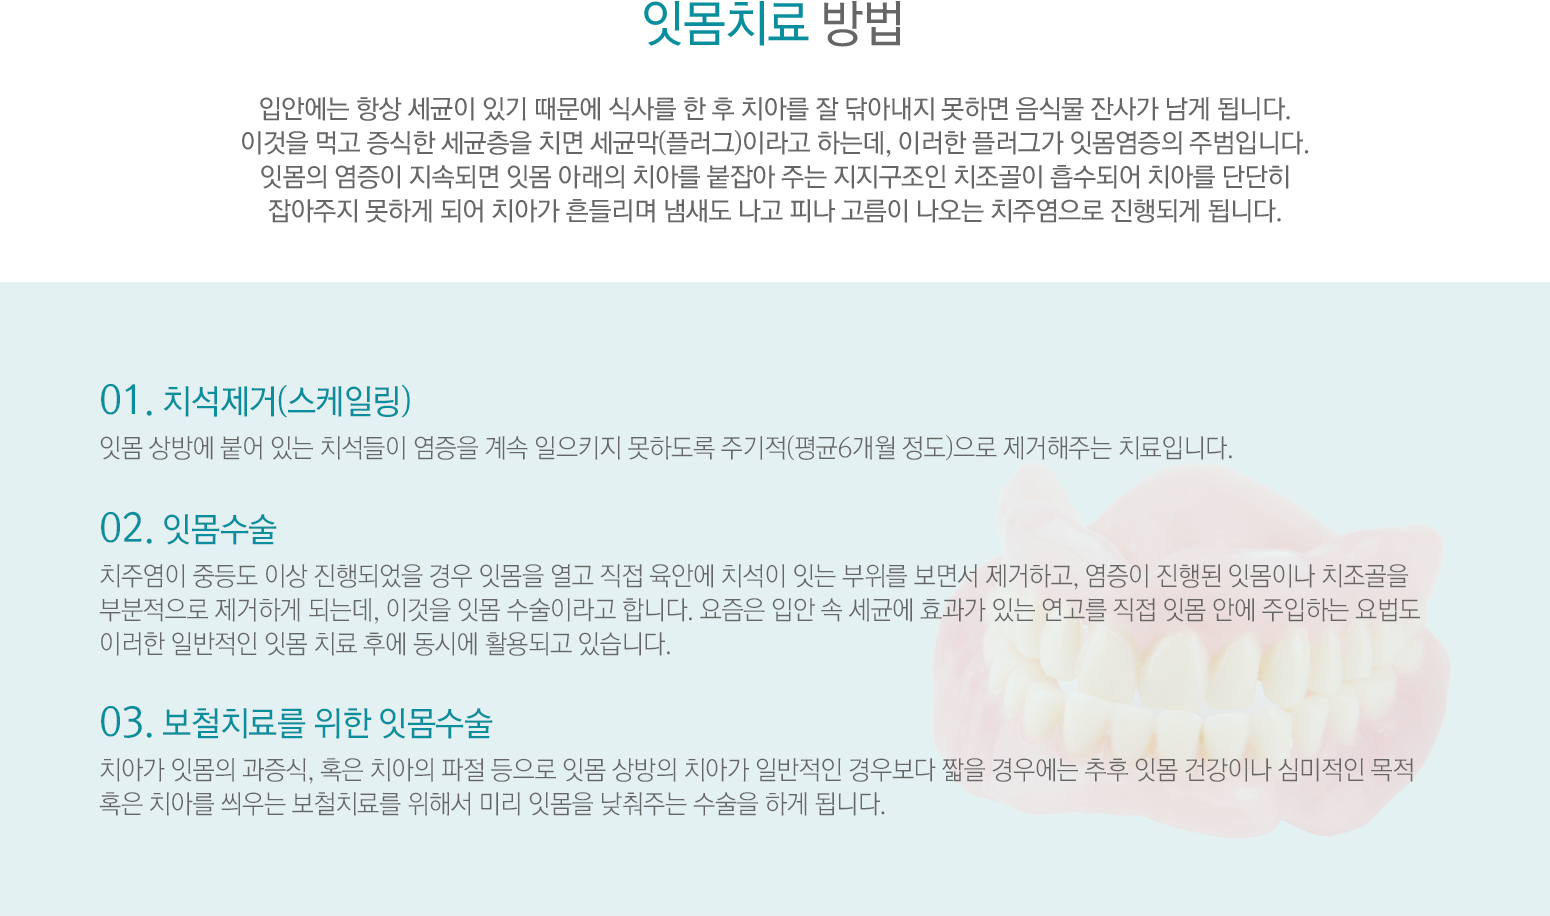 잇몸치료 방법
입안에는 항상 세균이 있기 때문에 식사를 한 후 치아를 잘 닦아내지 못하면 음식물 잔사가 남게 됩니다.
이것을 먹고 증식한 세균층을 치면 세균막(플러그)이라고 하는데, 이러한 플러그가 잇몸염증의 주범입니다.
잇몸의 염증이 지속되면 잇몸 아래의 치아를 붙잡아 주는 지지구조인 치조골이 흡수되어 치아를 단단히
잡아주지 못하게 되어 치아가 흔들리며 냄새도 나고 피나 고름이 나오는 치주염으로 진행되게 됩니다.
01. 치석제거(스케일링)
잇몸 상방에 붙어 있는 치석들이 염증을 계속 일으키지 못하도록 주기적(평균6개월 정도)으로 제거해주는 치료입니다.
02. 잇몸수술
치주염이 중등도 이상 진행되었을 경우 잇몸을 열고 직접 육안에 치석이 잇는 부위를 보면서 제거하고, 염증이 진행된 잇몸이나 치조골을
부분적으로 제거하게 되는데, 이것을 잇몸 수술이라고 합니다. 요즘은 입안 속 세균에 효과가 있는 연고를 직접 잇몸 안에 주입하는 요법도
이러한 일반적인 잇몸 치료 후에 동시에 활용되고 있습니다.
03. 보철치료를 위한 잇몸수술
치아가 잇몸의 과증식, 혹은 치아의 파절 등으로 잇몸 상방의 치아가 일반적인 경우보다 짧을 경우에는 추후 잇몸 건강이나 심미적인 목적
혹은 치아를 씌우는 보철치료를 위해서 미리 잇몸을 낮춰주는 수술을 하게 됩니다.